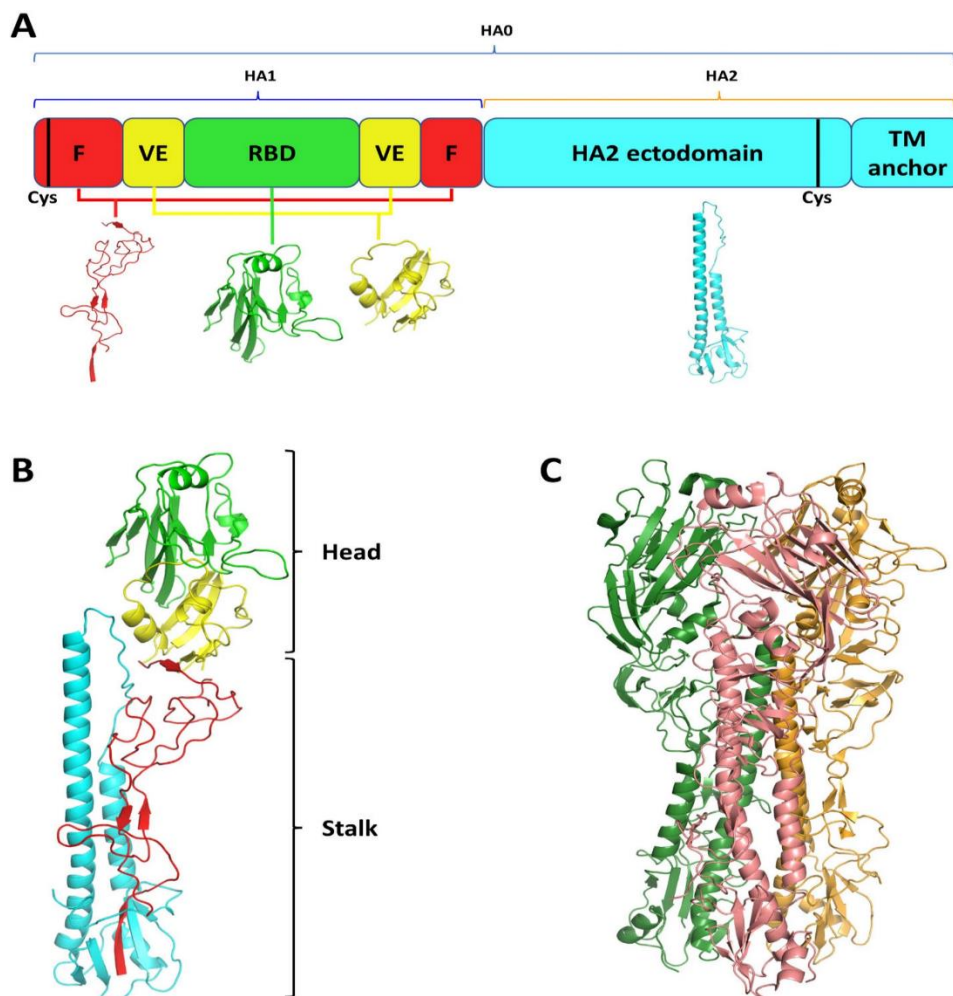 A
HA0
HA1 HA2
F VE RBD VE F HA2 ectodomain TM
anchor
Cys Cys
B C
Head
Stalk